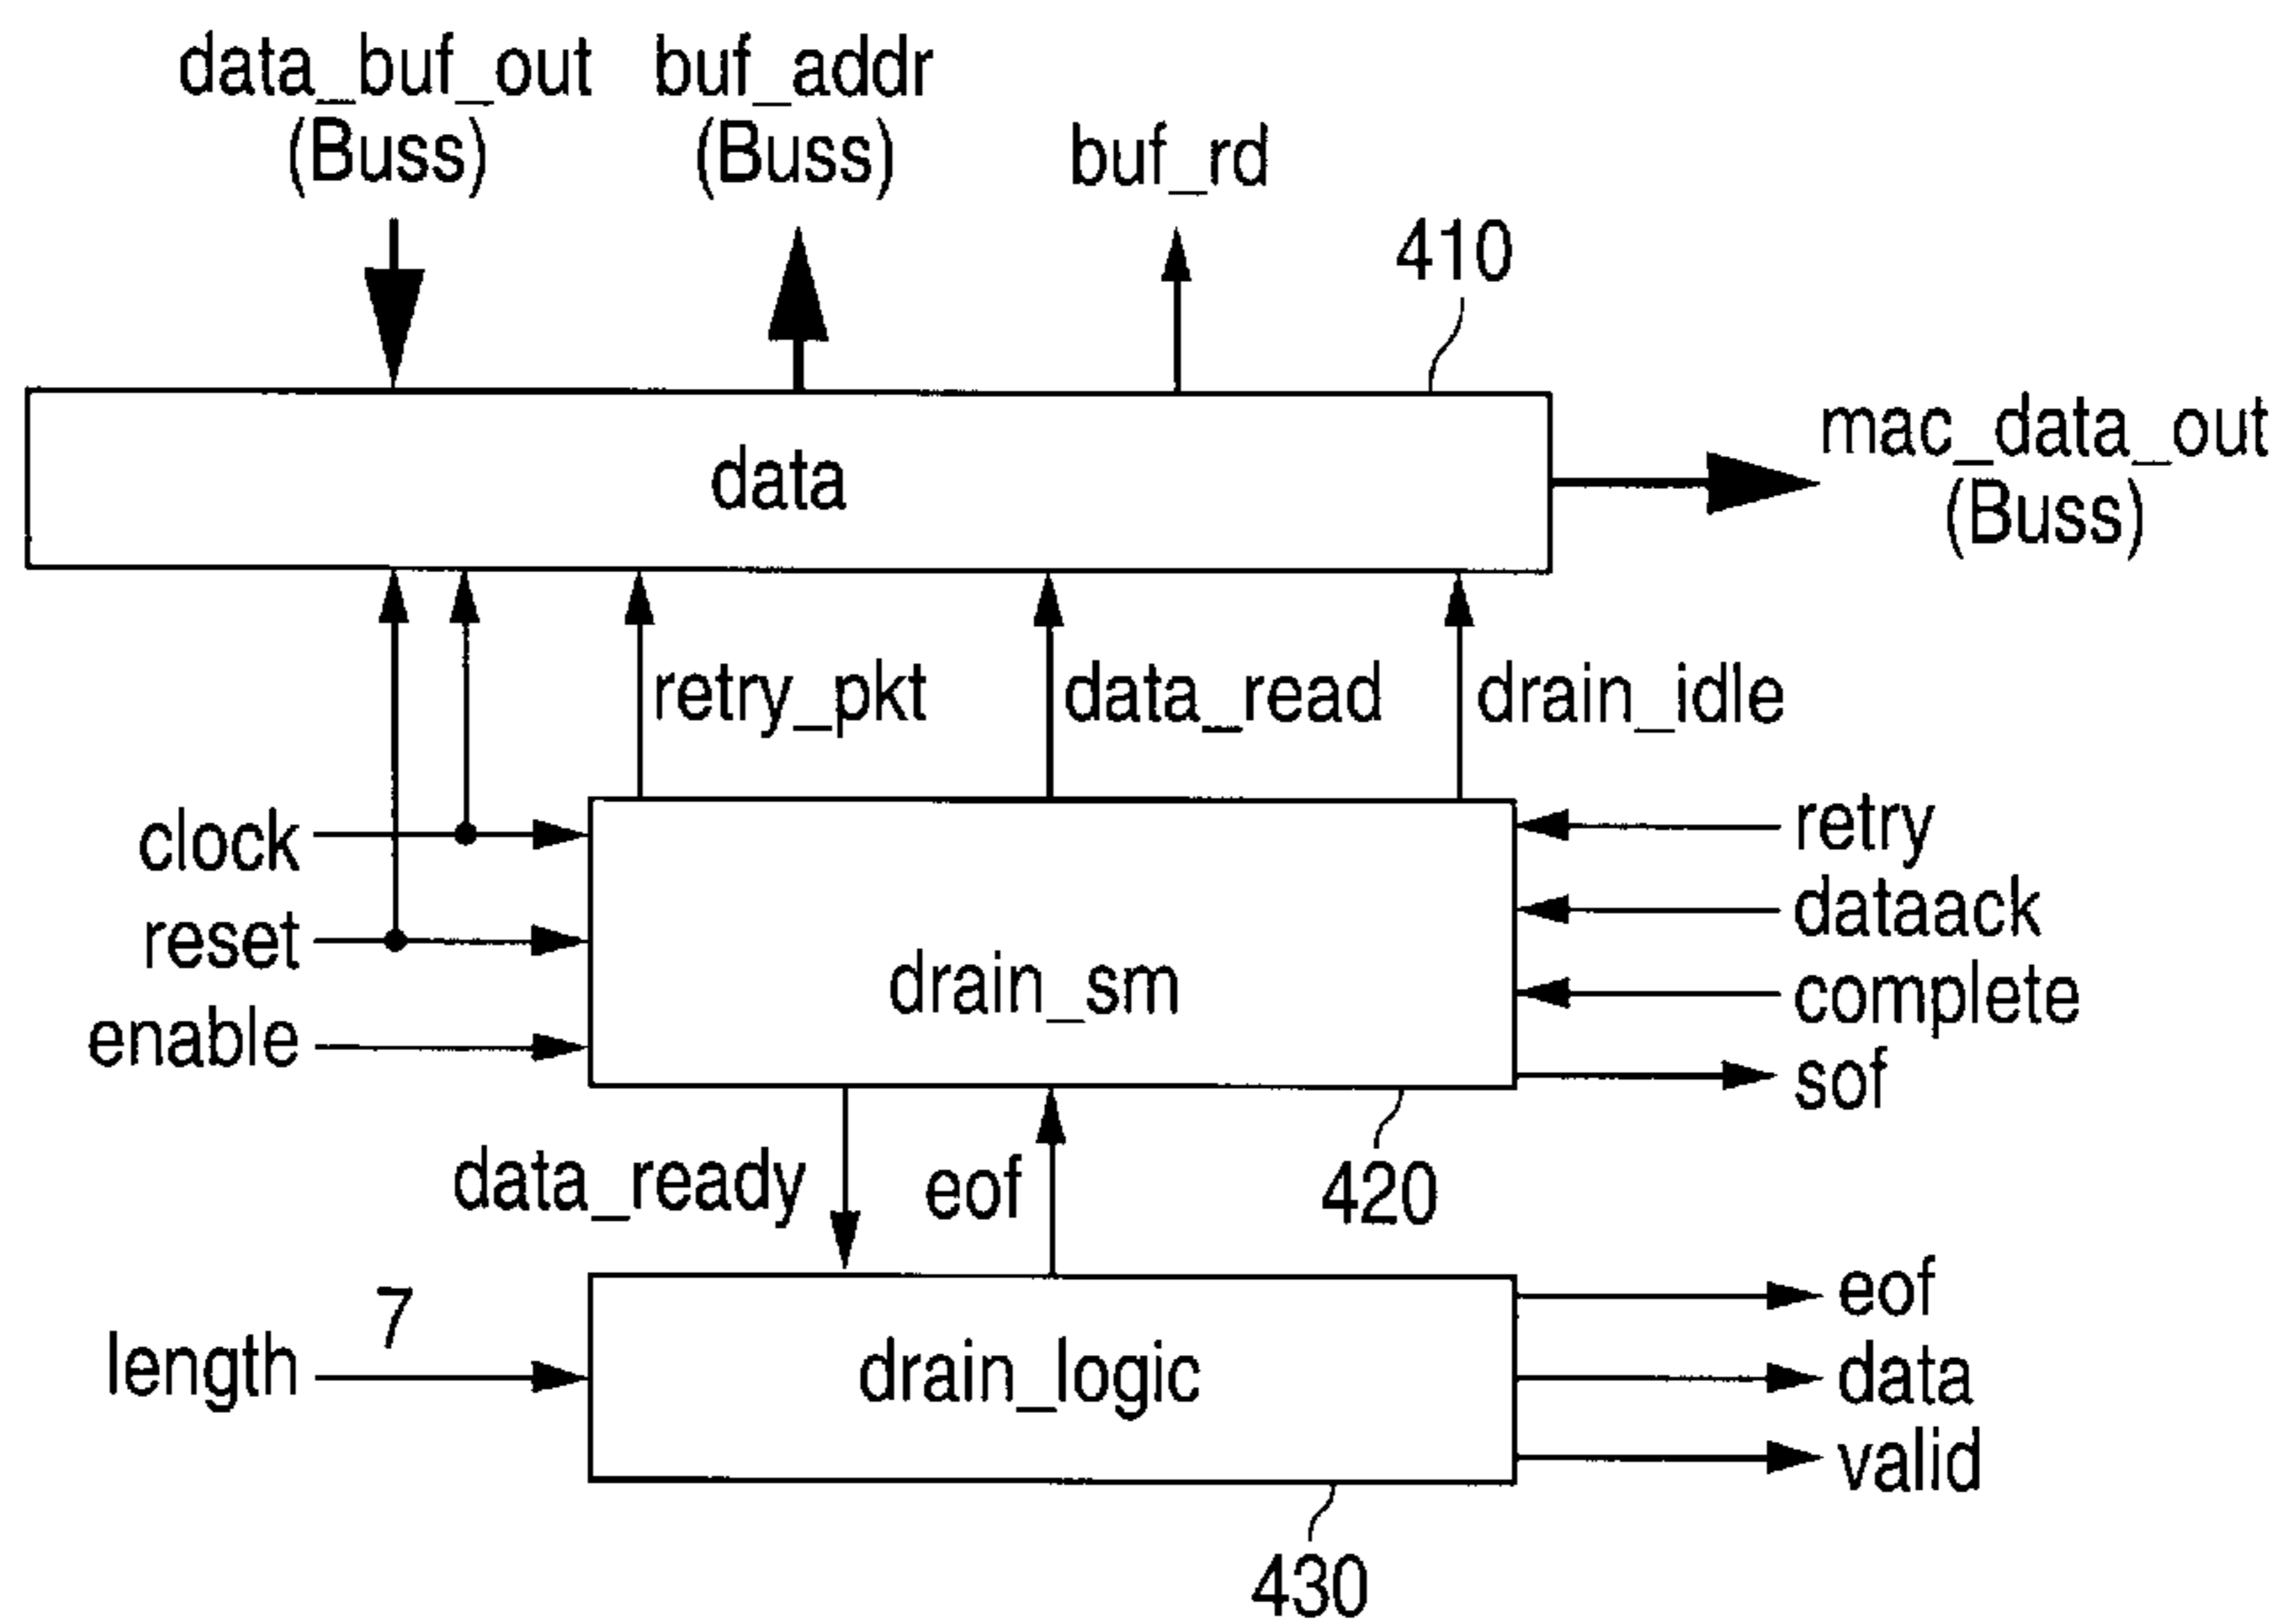 data_buf_out
(Buss)
buf_addr
(Buss)
buf_rd
410
data
mac_data_out
(Buss)
retry_pkt
data_read
drain_idle
clock
reset
enable
drain_sm
retry
dataack
complete
sof
data_ready
eof
420
7
length
drain_logic
eof
data
valid
430